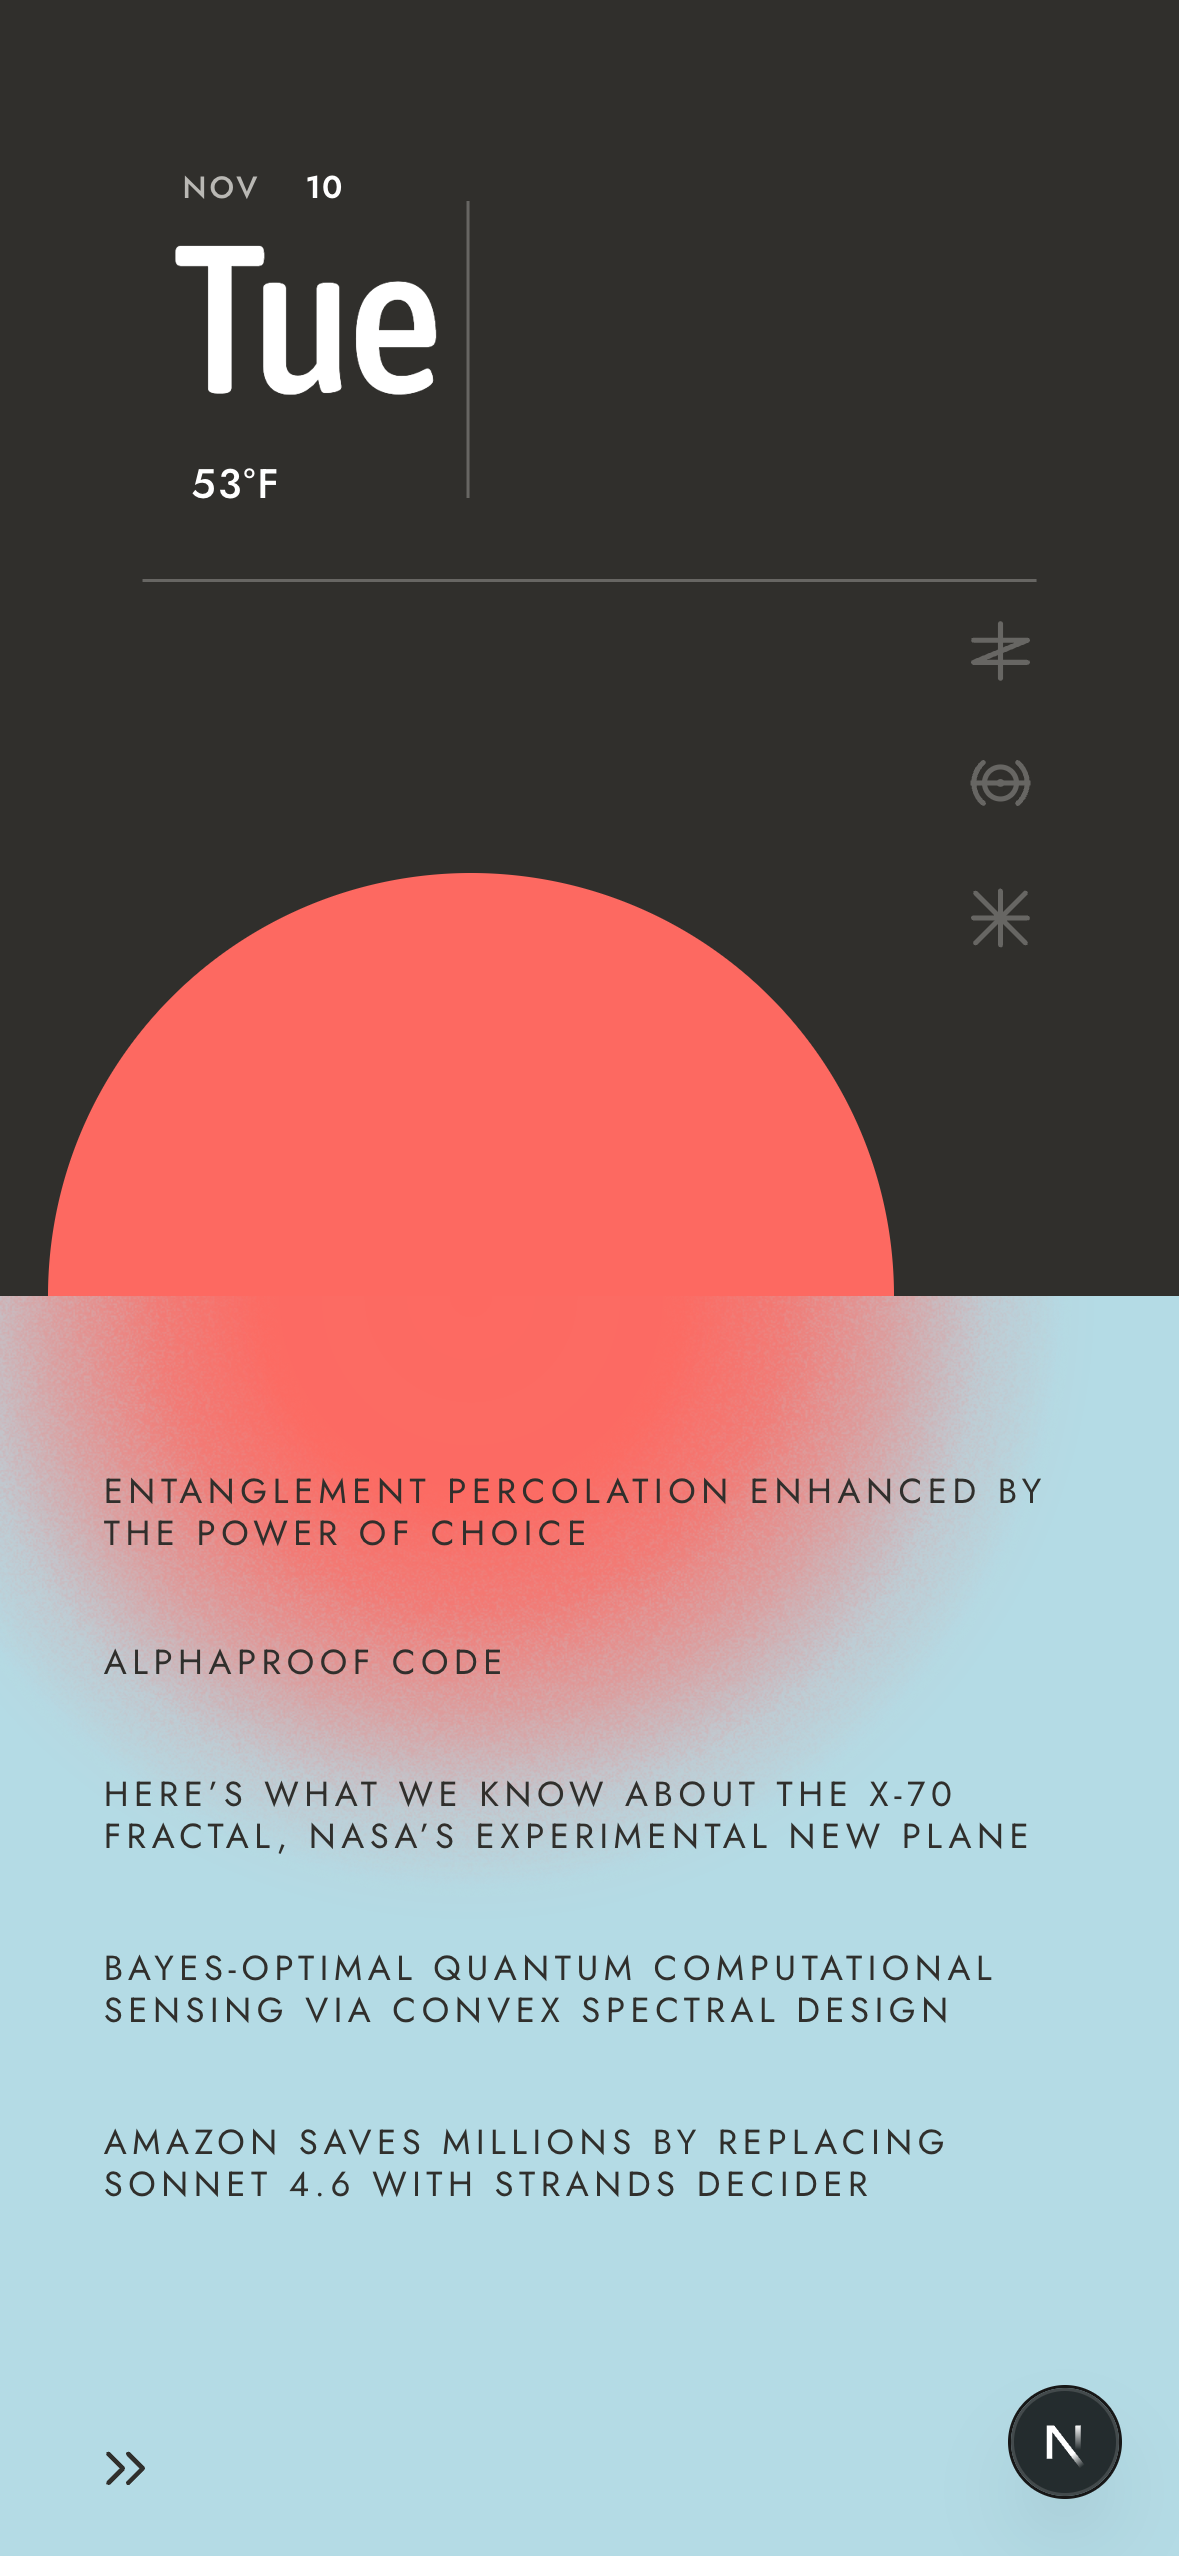 NOV 10
Tue
53°F
ENTANGLEMENT PERCOLATION ENHANCED BY
THE POWER OF CHOICE
ALPHAPROOF CODE
HERE’S WHAT WE KNOW ABOUT THE X-70
FRACTAL, NASA’S EXPERIMENTAL NEW PLANE
BAYES-OPTIMAL QUANTUM COMPUTATIONAL
SENSING VIA CONVEX SPECTRAL DESIGN
AMAZON SAVES MILLIONS BY REPLACING
SONNET 4.6 WITH STRANDS DECIDER
N